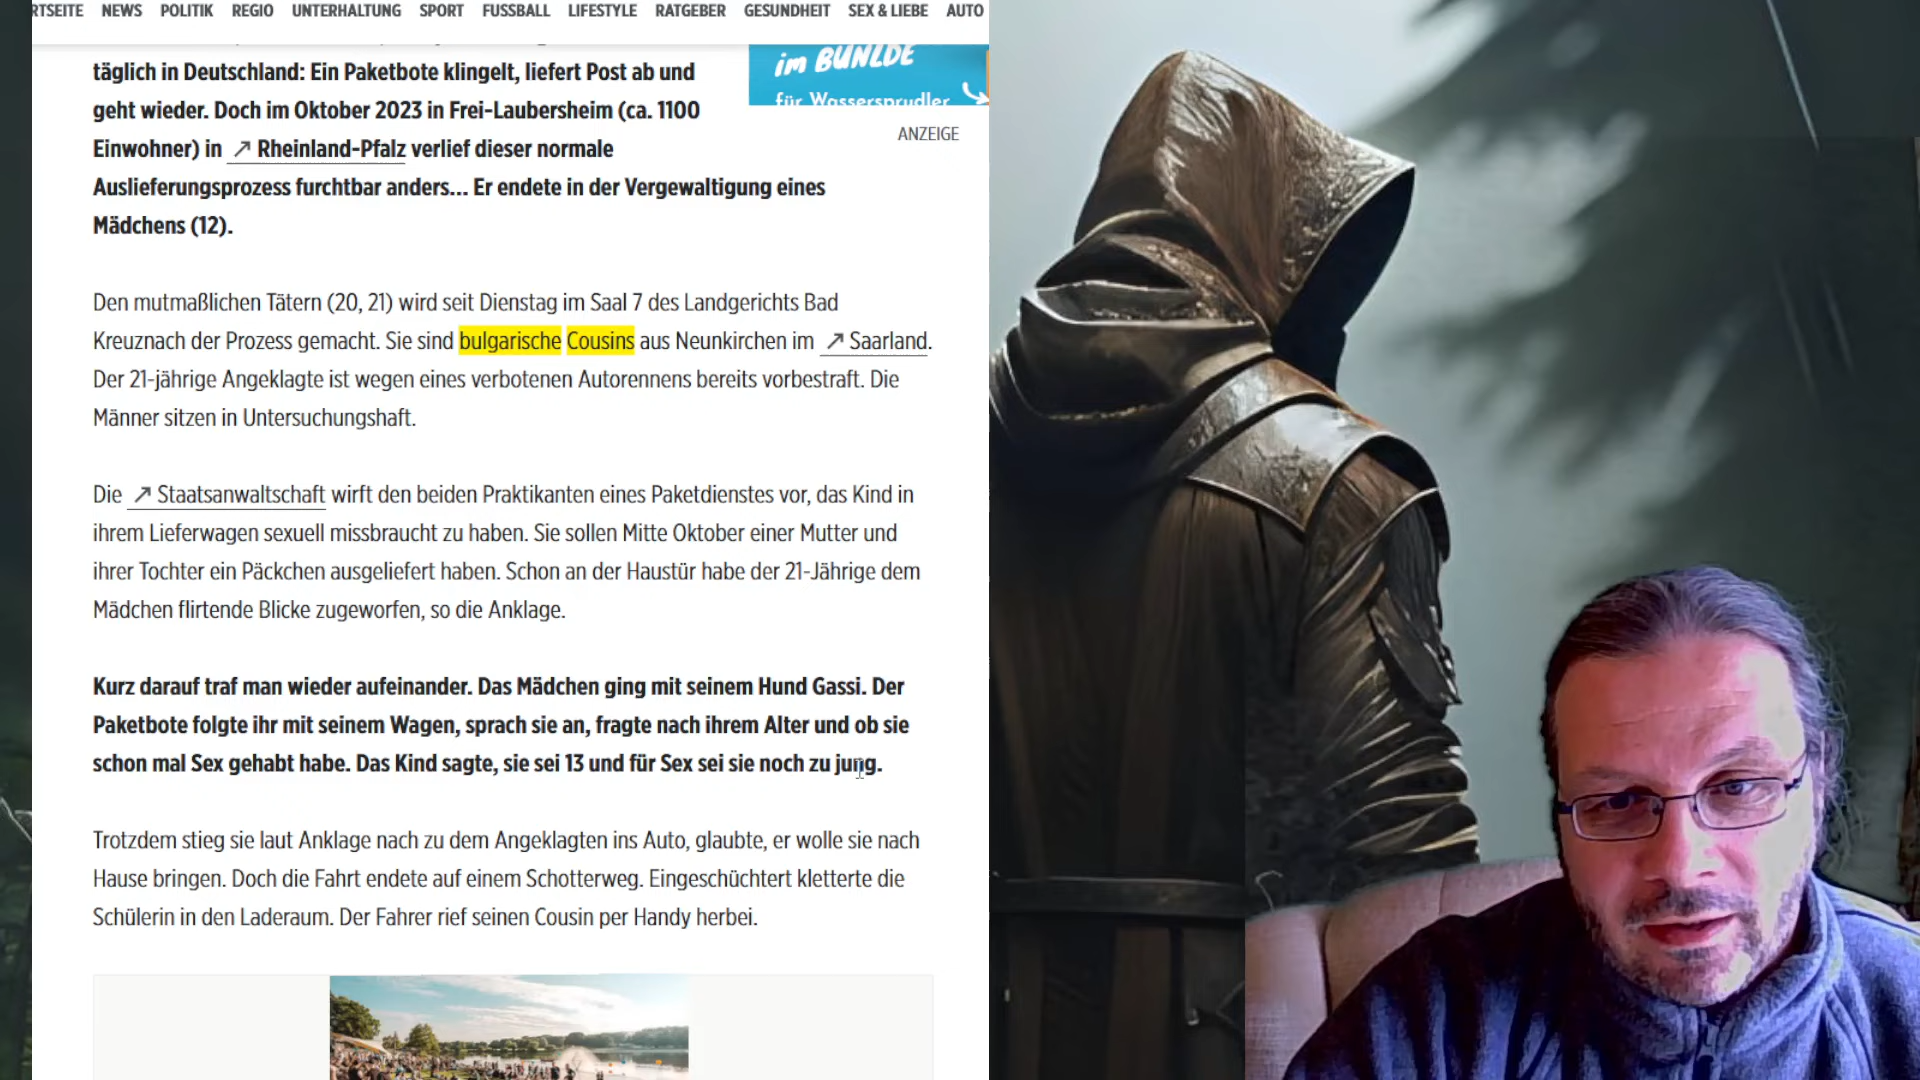 RTSEITE NEWS POLITIK REGIO UNTERHALTUNG SPORT FUSSBALL LIFESTYLE RATGEBER GESUNDHEIT SEX & LIEBE AUTO
täglich in Deutschland: Ein Paketbote klingelt, liefert Post ab und
geht wieder. Doch im Oktober 2023 in Frei-Laubersheim (ca. 1100
Einwohner) in ↗ Rheinland-Pfalz verlief dieser normale
Auslieferungsprozess furchtbar anders... Er endete in der Vergewaltigung eines
Mädchens (12).
im BUNLDE
für Wassersprudler
ANZEIGE
Den mutmaßlichen Tätern (20, 21) wird seit Dienstag im Saal 7 des Landgerichts Bad
Kreuznach der Prozess gemacht. Sie sind bulgarische Cousins aus Neunkirchen im ↗ Saarland.
Der 21-jährige Angeklagte ist wegen eines verbotenen Autorennens bereits vorbestraft. Die
Männer sitzen in Untersuchungshaft.
Die ↗ Staatsanwaltschaft wirft den beiden Praktikanten eines Paketdienstes vor, das Kind in
ihrem Lieferwagen sexuell missbraucht zu haben. Sie sollen Mitte Oktober einer Mutter und
ihrer Tochter ein Päckchen ausgeliefert haben. Schon an der Haustür habe der 21-Jährige dem
Mädchen flirtende Blicke zugeworfen, so die Anklage.
Kurz darauf traf man wieder aufeinander. Das Mädchen ging mit seinem Hund Gassi. Der
Paketbote folgte ihr mit seinem Wagen, sprach sie an, fragte nach ihrem Alter und ob sie
schon mal Sex gehabt habe. Das Kind sagte, sie sei 13 und für Sex sei sie noch zu jung.
Trotzdem stieg sie laut Anklage nach zu dem Angeklagten ins Auto, glaubte, er wolle sie nach
Hause bringen. Doch die Fahrt endete auf einem Schotterweg. Eingeschüchtert kletterte die
Schülerin in den Laderaum. Der Fahrer rief seinen Cousin per Handy herbei.